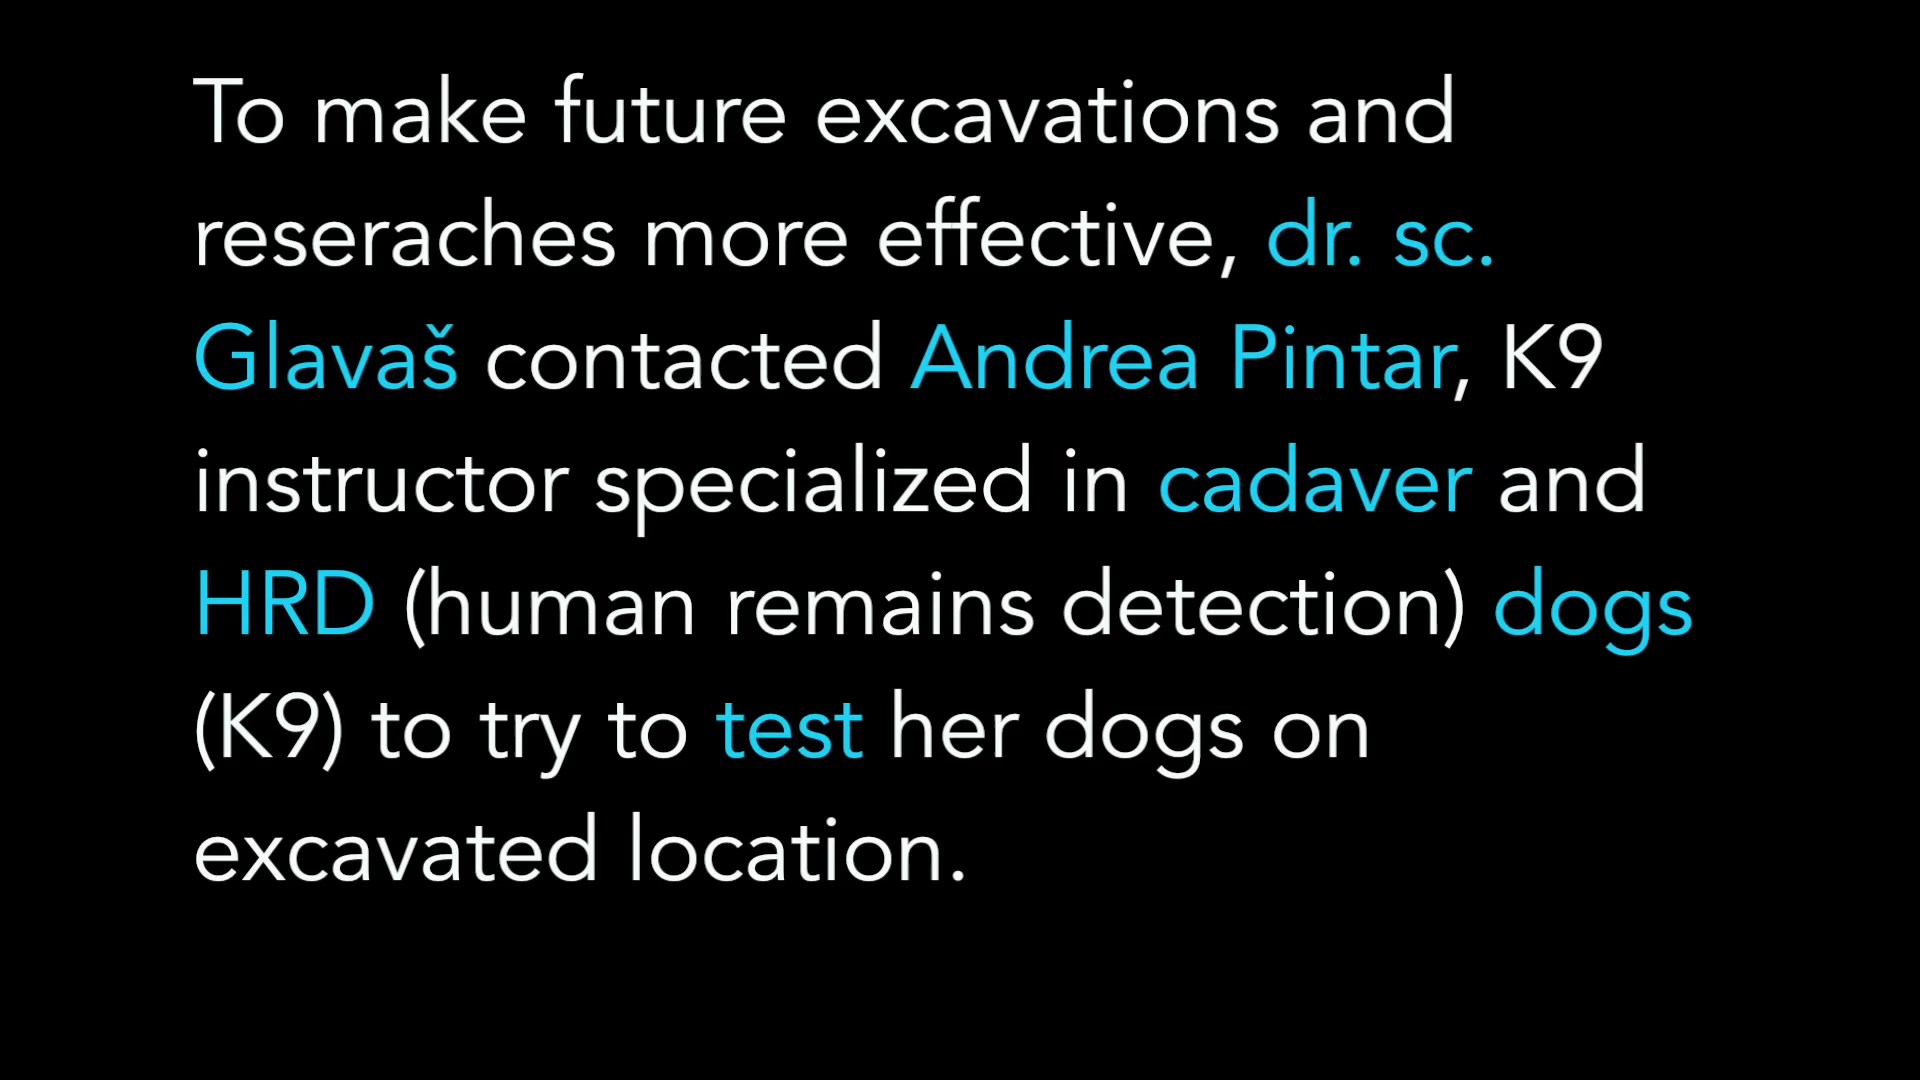 To make future excavations and
reseraches more effective, dr. sc.
Glavaš contacted Andrea Pintar, K9
instructor specialized in cadaver and
HRD (human remains detection) dogs
(K9) to try to test her dogs on
excavated location.